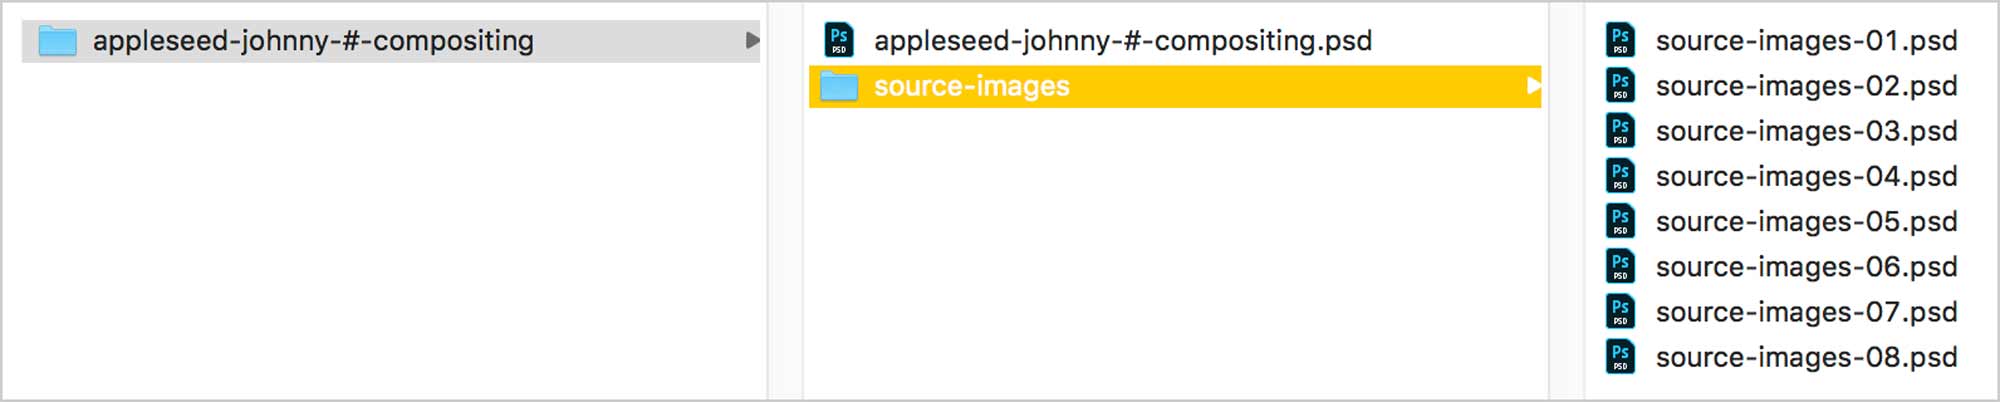 appleseed-johnny-#-compositing
Ps
PSD
appleseed-johnny-#-compositing.psd
source-images
Ps
PSD
source-images-01.psd
Ps
PSD
source-images-02.psd
Ps
PSD
source-images-03.psd
Ps
PSD
source-images-04.psd
Ps
PSD
source-images-05.psd
Ps
PSD
source-images-06.psd
Ps
PSD
source-images-07.psd
Ps
PSD
source-images-08.psd